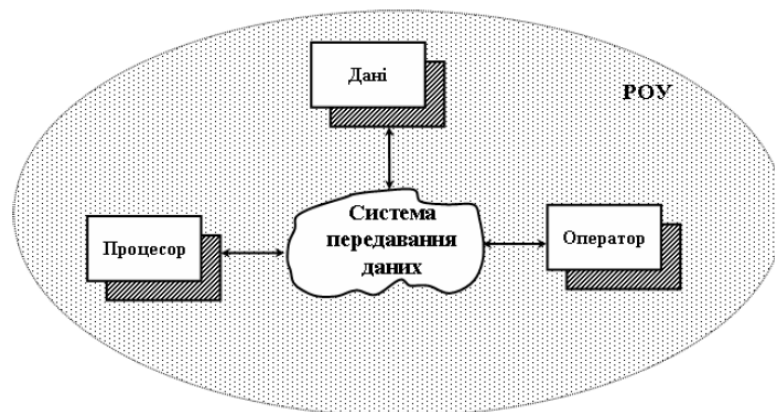 Дані
РОУ
Система
передавання
даних
Процесор
Оператор